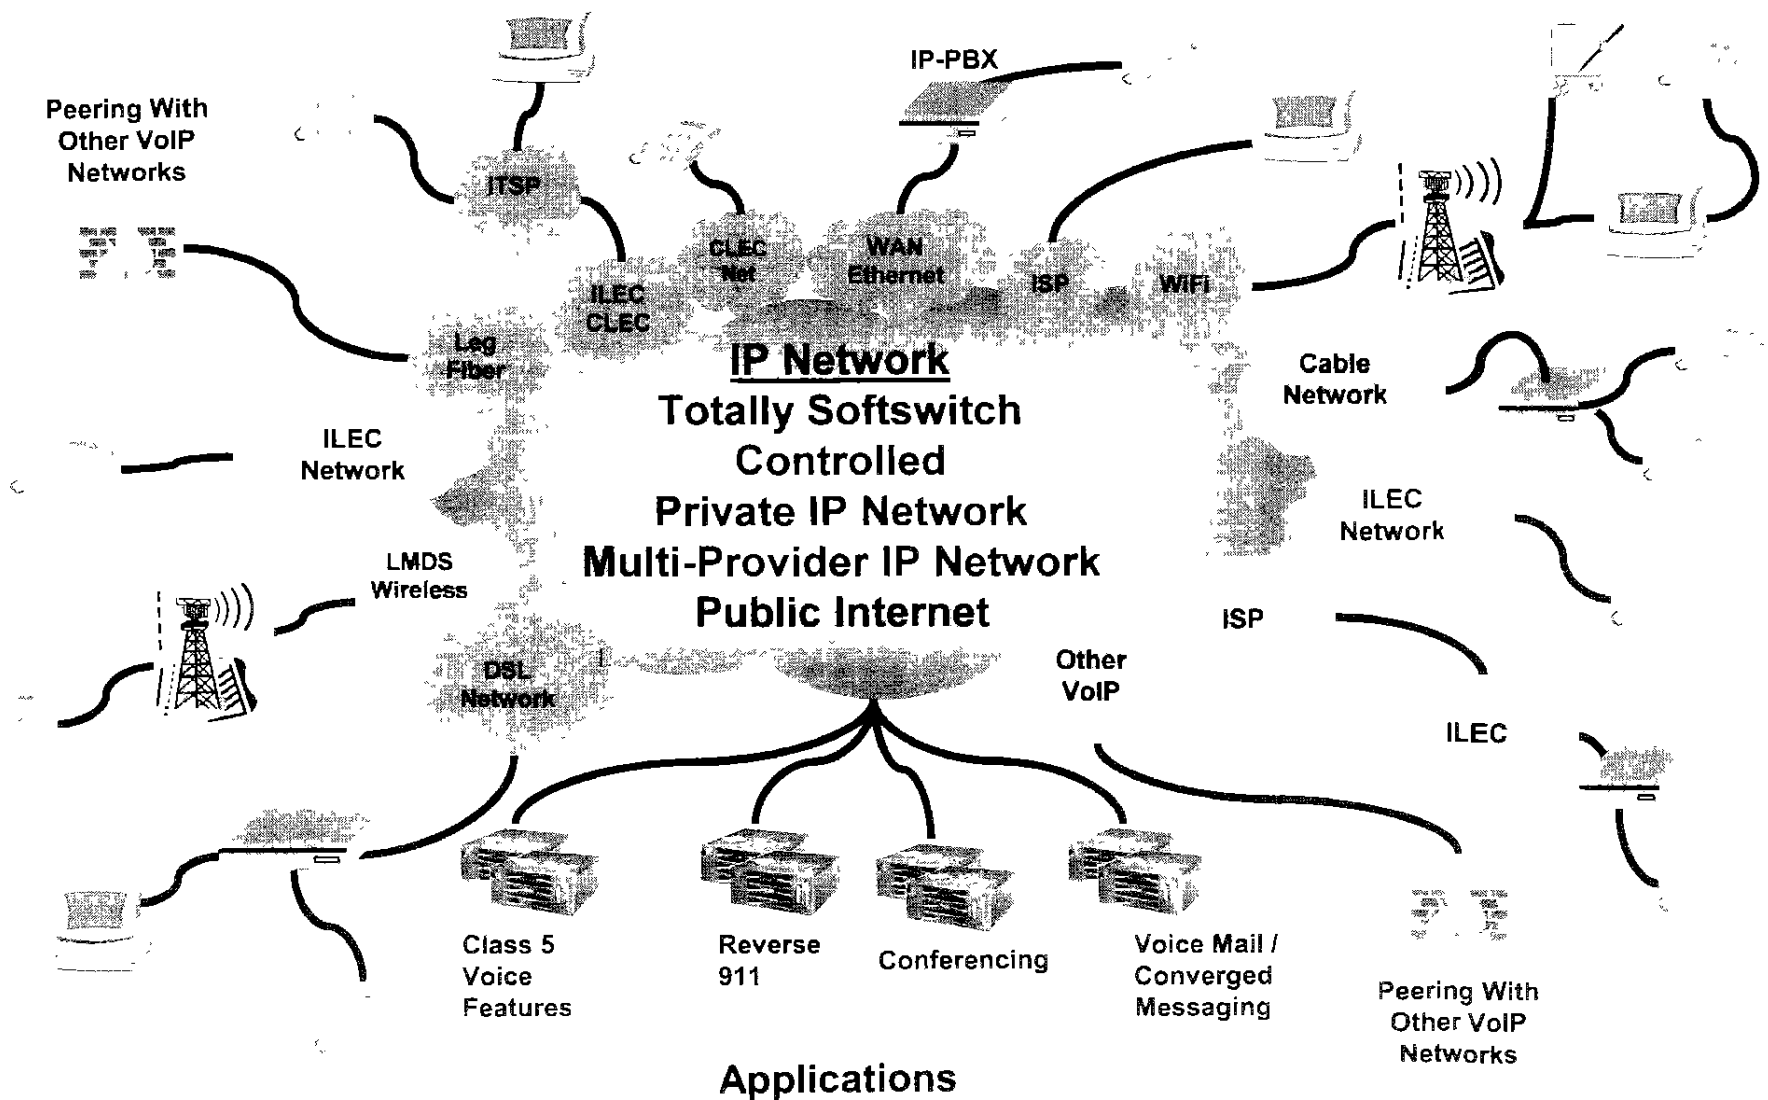 IP-PBX
Peering With
Other VoIP
Networks
ITSP
CLEC
Net
WAN
Ethernet
ISP
WiFi
ILEC
CLEC
Leg
Fiber
IP Network
Totally Softswitch
Controlled
Private IP Network
Multi-Provider IP Network
Public Internet
Cable
Network
ILEC
Network
ILEC
Network
LMDS
Wireless
ISP
DSL
Network
Other
VoIP
ILEC
Class 5
Voice
Features
Reverse
911
Conferencing
Voice Mail /
Converged
Messaging
Peering With
Other VoIP
Networks
Applications